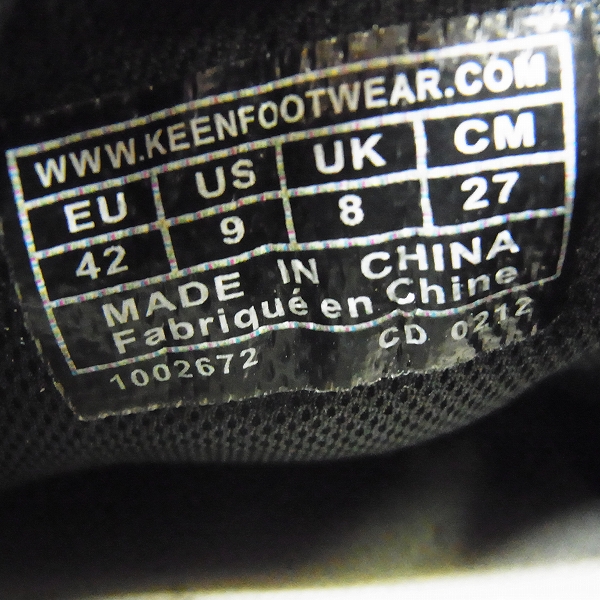 WWW.KEENFOOTWEAR.COM
EU US UK CM
42 9 8 27
MADE IN CHINA
Fabriqué en Chine
1002672 CD 0212